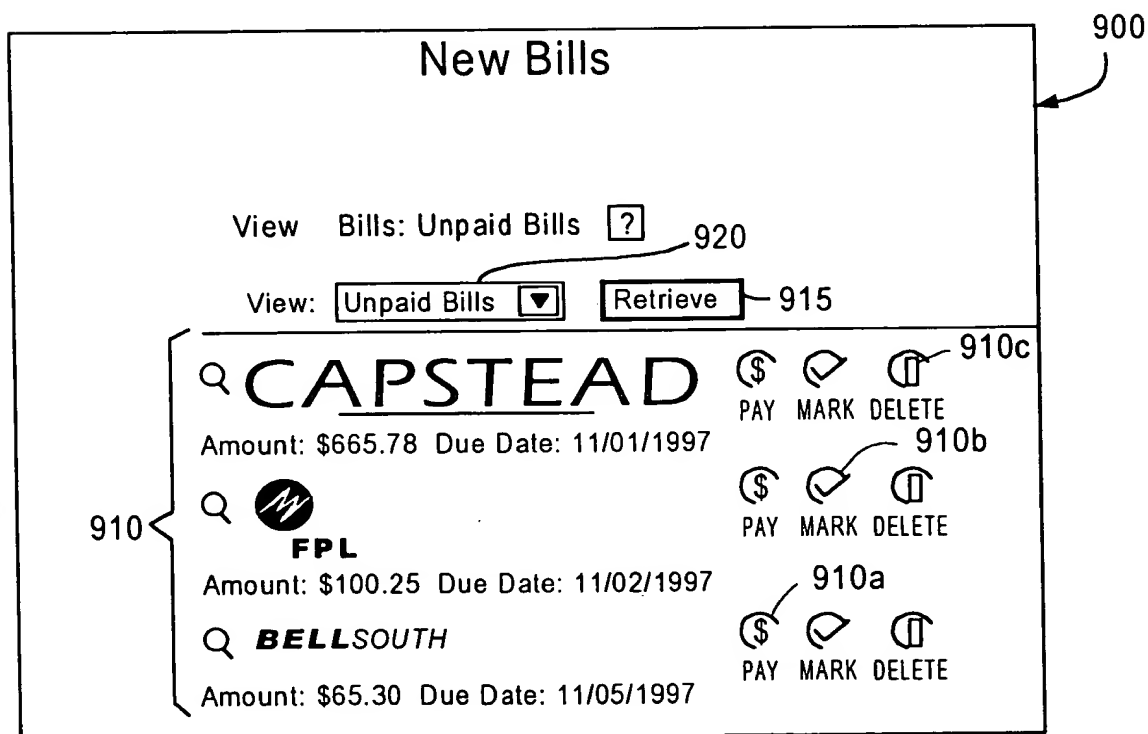 900
New Bills
View Bills: Unpaid Bills ?
920
View: Unpaid Bills Retrieve 915
CAPSTEAD $ 910c
PAY MARK DELETE
Amount: $665.78 Due Date: 11/01/1997
910b
910 $
FPL PAY MARK DELETE
Amount: $100.25 Due Date: 11/02/1997
910a
BELLSOUTH $
PAY MARK DELETE
Amount: $65.30 Due Date: 11/05/1997